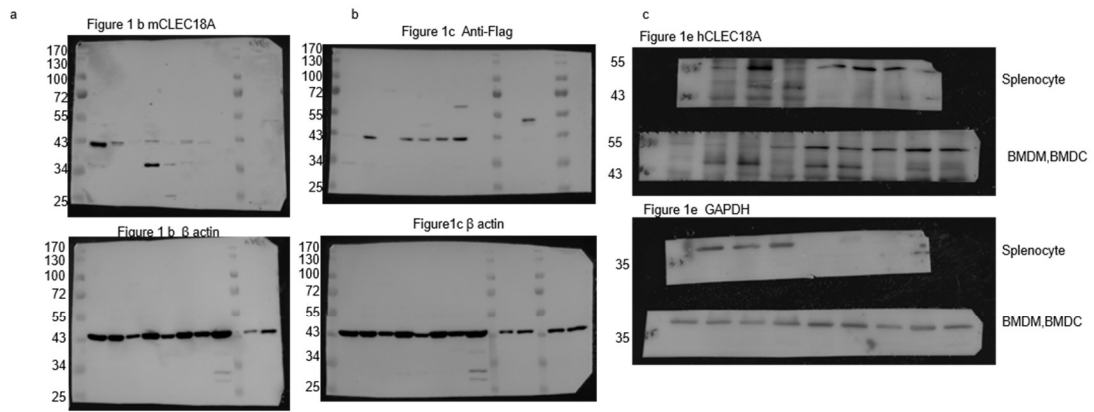 a
Figure 1 b mCLEC18A
170
130
100
72
55
43
34
25
Figure 1 b β actin
170
130
100
72
55
43
34
25
b
Figure 1c Anti-Flag
170
130
100
72
55
43
34
25
Figure1c β actin
170
130
100
72
55
43
34
25
c
Figure 1e hCLEC18A
55
43
Splenocyte
55
43
BMDM,BMDC
Figure 1e GAPDH
35
Splenocyte
35
BMDM,BMDC